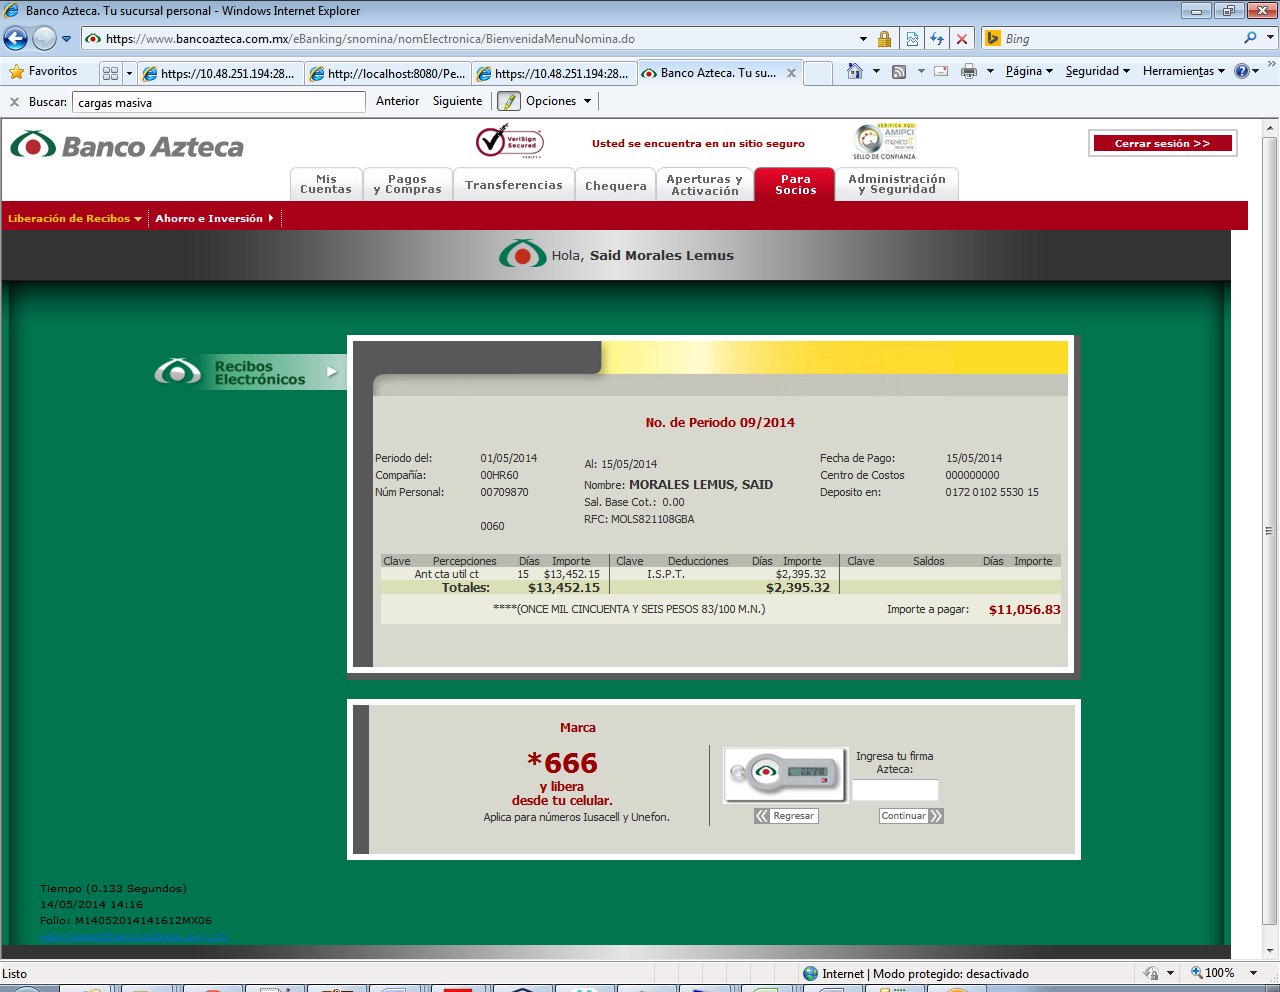 Banco Azteca. Tu sucursal personal - Windows Internet Explorer
https://www.bancoazteca.com.mx/eBanking/snomina/nomElectronica/BienvenidaMenuNomina.do
Bing
Favoritos
https://10.48.251.194:28...
http://localhost:8080/Pe...
https://10.48.251.194:28...
Banco Azteca. Tu su...
Página
Seguridad
Herramientas
Buscar: cargas masiva
Anterior
Siguiente
Opciones
Banco Azteca
VeriSign
Secured
VERIFY
Usted se encuentra en un sitio seguro
VERIFICA AQUI
AMIPCI
SELLO DE CONFIANZA
Cerrar sesión >>
Mis
Cuentas
Pagos
y Compras
Transferencias
Chequera
Aperturas y
Activación
Para
Socios
Administración
y Seguridad
Liberación de Recibos
Ahorro e Inversión
Hola, Said Morales Lemus
Recibos
Electrónicos
No. de Periodo 09/2014
Periodo del: 01/05/2014
Al: 15/05/2014
Fecha de Pago: 15/05/2014
Compañía: 00HR60
Nombre: MORALES LEMUS, SAID
Centro de Costos 000000000
Núm Personal: 00709870
Sal. Base Cot.: 0.00
Deposito en: 0172 0102 5530 15
RFC: MOLS821108GBA
0060
Clave Percepciones Días Importe Clave Deducciones Días Importe Clave Saldos Días Importe
Ant cta util ct 15 $13,452.15 I.S.P.T. $2,395.32
Totales: $13,452.15 $2,395.32
****(ONCE MIL CINCUENTA Y SEIS PESOS 83/100 M.N.) Importe a pagar: $11,056.83
Marca
*666
y libera
desde tu celular.
Aplica para números Iusacell y Unefon.
Ingresa tu firma
Azteca:
Regresar
Continuar
Tiempo (0.133 Segundos)
14/05/2014 14:16
Folio: M14052014141612MX06
Listo
Internet | Modo protegido: desactivado
100%